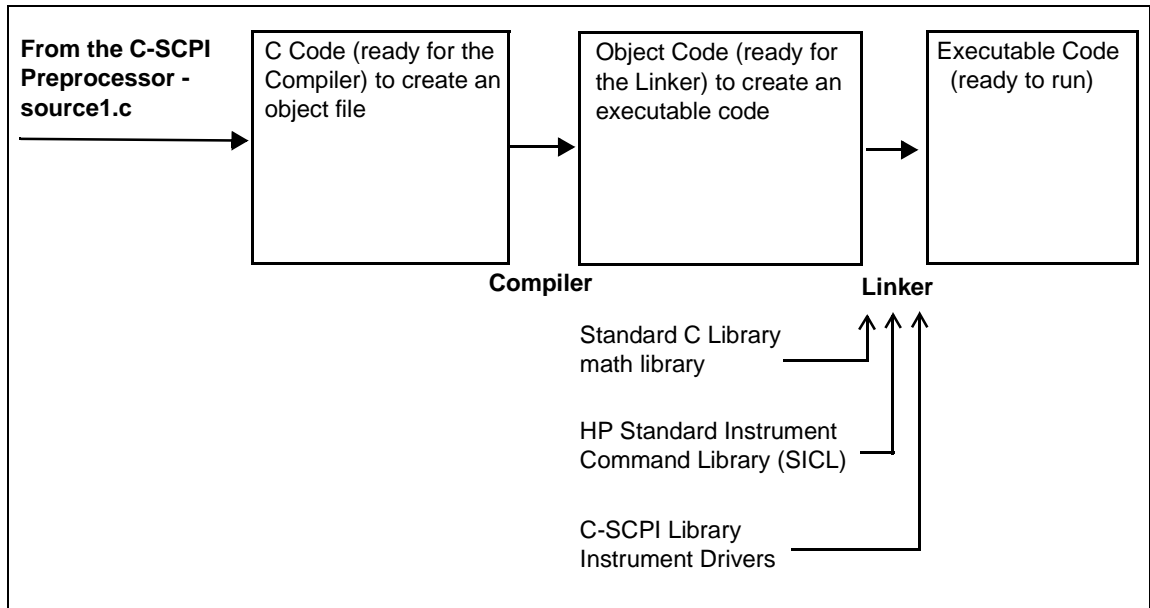 From the C-SCPI
Preprocessor -
source1.c
C Code (ready for the
Compiler) to create an
object file
Object Code (ready for
the Linker) to create an
executable code
Executable Code
(ready to run)
Compiler
Linker
Standard C Library
math library
HP Standard Instrument
Command Library (SICL)
C-SCPI Library
Instrument Drivers